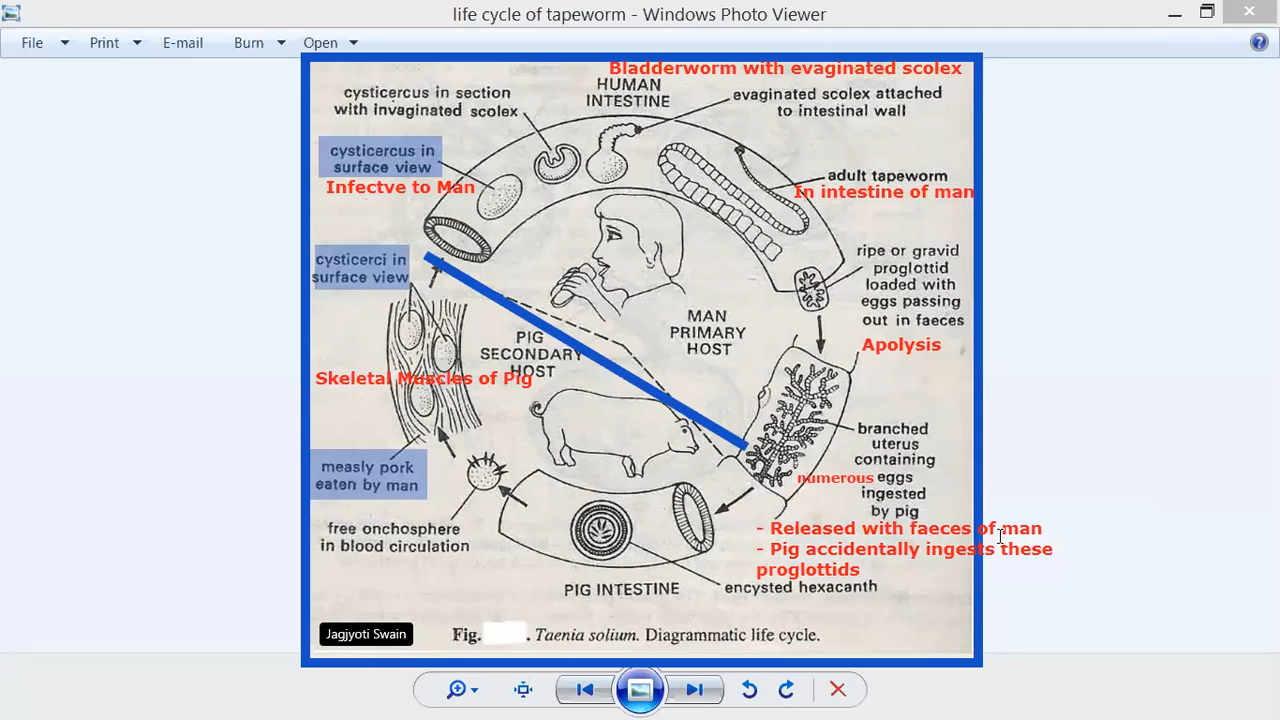 life cycle of tapeworm - Windows Photo Viewer
File Print E-mail Burn Open
Bladderworm with evaginated scolex
HUMAN
INTESTINE
cysticercus in section
with invaginated scolex
evaginated scolex attached
to intestinal wall
cysticercus in
surface view
Infectve to Man
adult tapeworm
In intestine of man
cysticerci in
surface view
ripe or gravid
proglottid
loaded with
eggs passing
out in faeces
Apolysis
MAN
PRIMARY
HOST
PIG
SECONDARY
HOST
Skeletal Muscles of Pig
branched
uterus
containing
numerous eggs
ingested
by pig
measly pork
eaten by man
- Released with faeces of man
- Pig accidentally ingests these
proglottids
free onchosphere
in blood circulation
PIG INTESTINE
encysted hexacanth
Jagjyoti Swain
Fig. . Taenia solium. Diagrammatic life cycle.